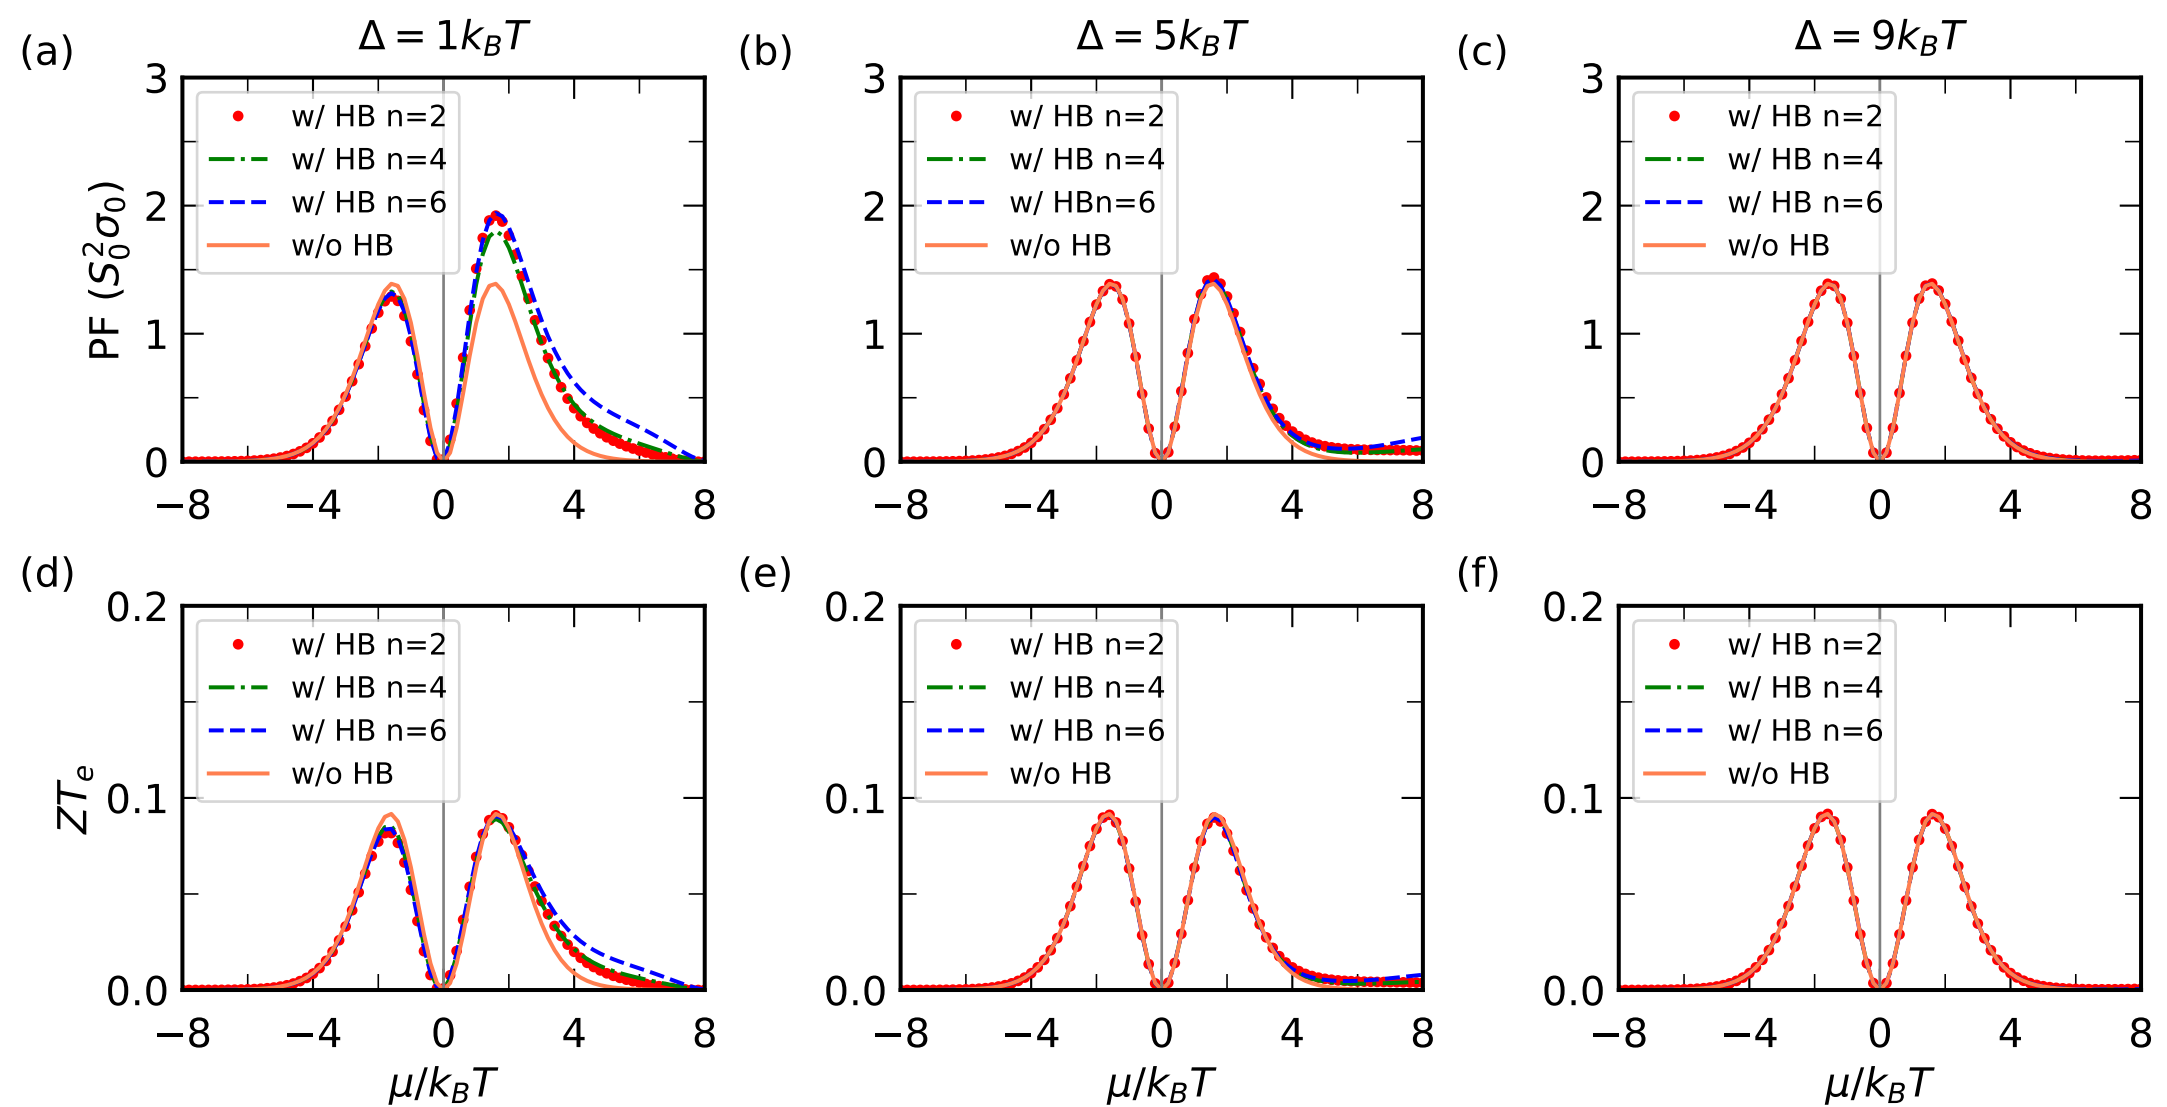 (a)
Δ = 1k_BT
3
2
1
0
PF (S_0^2σ_0)
w/ HB n=2
w/ HB n=4
w/ HB n=6
w/o HB
−8 −4 0 4 8
(b)
Δ = 5k_BT
3
2
1
0
w/ HB n=2
w/ HB n=4
w/ HBn=6
w/o HB
−8 −4 0 4 8
(c)
Δ = 9k_BT
3
2
1
0
w/ HB n=2
w/ HB n=4
w/ HB n=6
w/o HB
−8 −4 0 4 8
(d)
0.2
0.1
0.0
ZT_e
w/ HB n=2
w/ HB n=4
w/ HB n=6
w/o HB
−8 −4 0 4 8
μ/k_BT
(e)
0.2
0.1
0.0
w/ HB n=2
w/ HB n=4
w/ HB n=6
w/o HB
−8 −4 0 4 8
μ/k_BT
(f)
0.2
0.1
0.0
w/ HB n=2
w/ HB n=4
w/ HB n=6
w/o HB
−8 −4 0 4 8
μ/k_BT